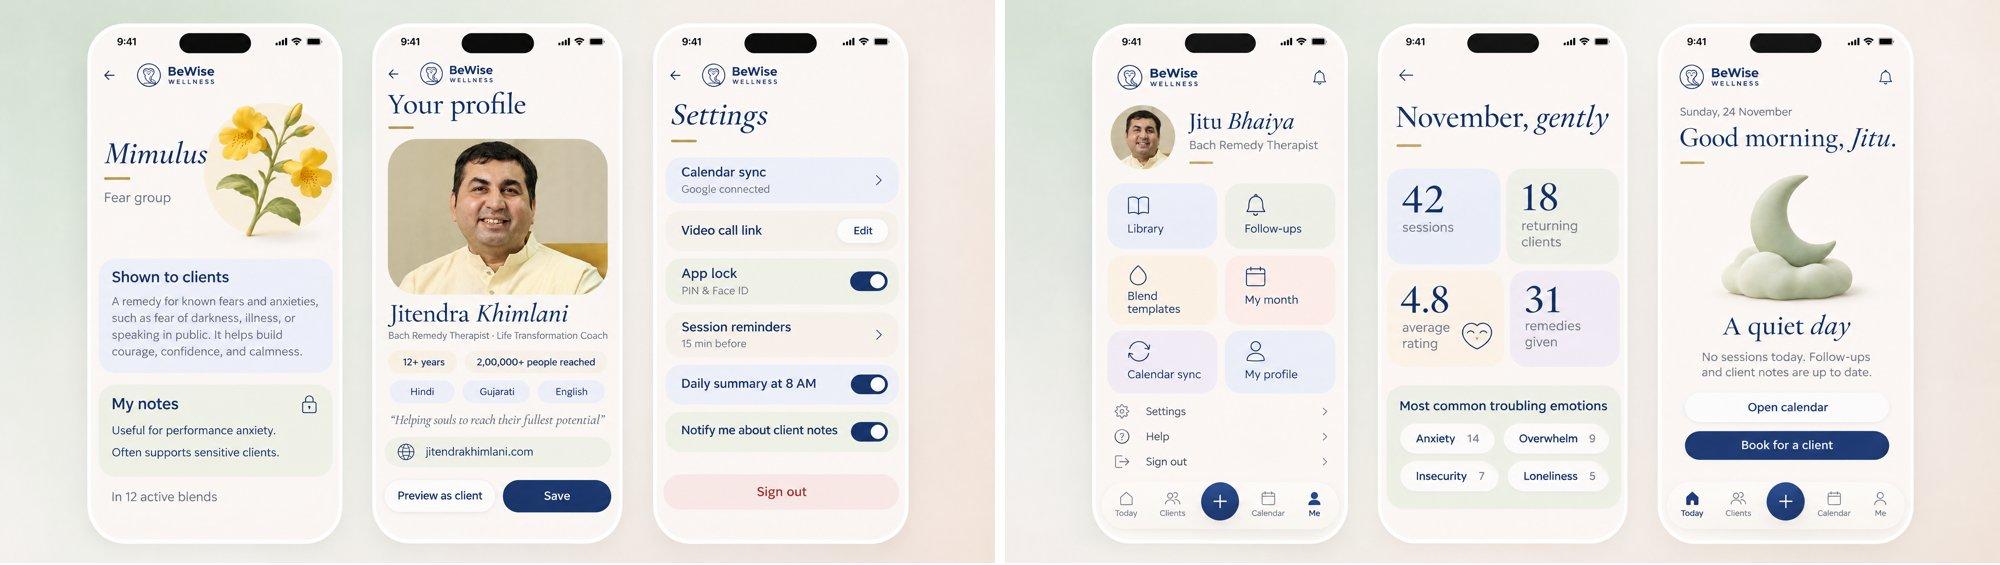 9:41
BeWise
WELLNESS
Mimulus
Fear group
Shown to clients
A remedy for known fears and anxieties,
such as fear of darkness, illness, or
speaking in public. It helps build
courage, confidence, and calmness.
My notes
Useful for performance anxiety.
Often supports sensitive clients.
In 12 active blends
9:41
BeWise
WELLNESS
Your profile
Jitendra Khimlani
Bach Remedy Therapist · Life Transformation Coach
12+ years
2,00,000+ people reached
Hindi
Gujarati
English
“Helping souls to reach their fullest potential”
jitendrakhimlani.com
Preview as client
Save
9:41
BeWise
WELLNESS
Settings
Calendar sync
Google connected
Video call link
Edit
App lock
PIN & Face ID
Session reminders
15 min before
Daily summary at 8 AM
Notify me about client notes
Sign out
9:41
BeWise
WELLNESS
Jitu Bhaiya
Bach Remedy Therapist
Library
Follow-ups
Blend
templates
My month
Calendar sync
My profile
Settings
Help
Sign out
Today
Clients
Calendar
Me
9:41
November, gently
42
sessions
18
returning
clients
4.8
average
rating
31
remedies
given
Most common troubling emotions
Anxiety 14
Overwhelm 9
Insecurity 7
Loneliness 5
9:41
BeWise
WELLNESS
Sunday, 24 November
Good morning, Jitu.
A quiet day
No sessions today. Follow-ups
and client notes are up to date.
Open calendar
Book for a client
Today
Clients
Calendar
Me